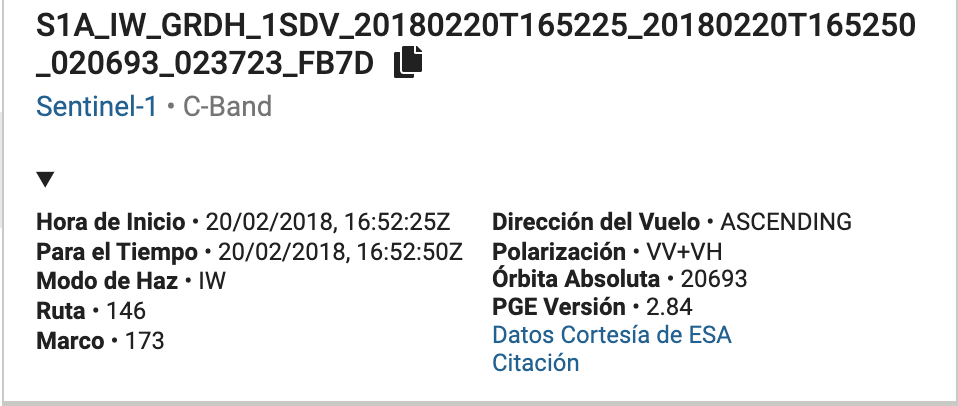 S1A_IW_GRDH_1SDV_20180220T165225_20180220T165250
_020693_023723_FB7D
Sentinel-1 • C-Band
Hora de Inicio • 20/02/2018, 16:52:25Z
Para el Tiempo • 20/02/2018, 16:52:50Z
Modo de Haz • IW
Ruta • 146
Marco • 173
Dirección del Vuelo • ASCENDING
Polarización • VV+VH
Órbita Absoluta • 20693
PGE Versión • 2.84
Datos Cortesía de ESA
Citación